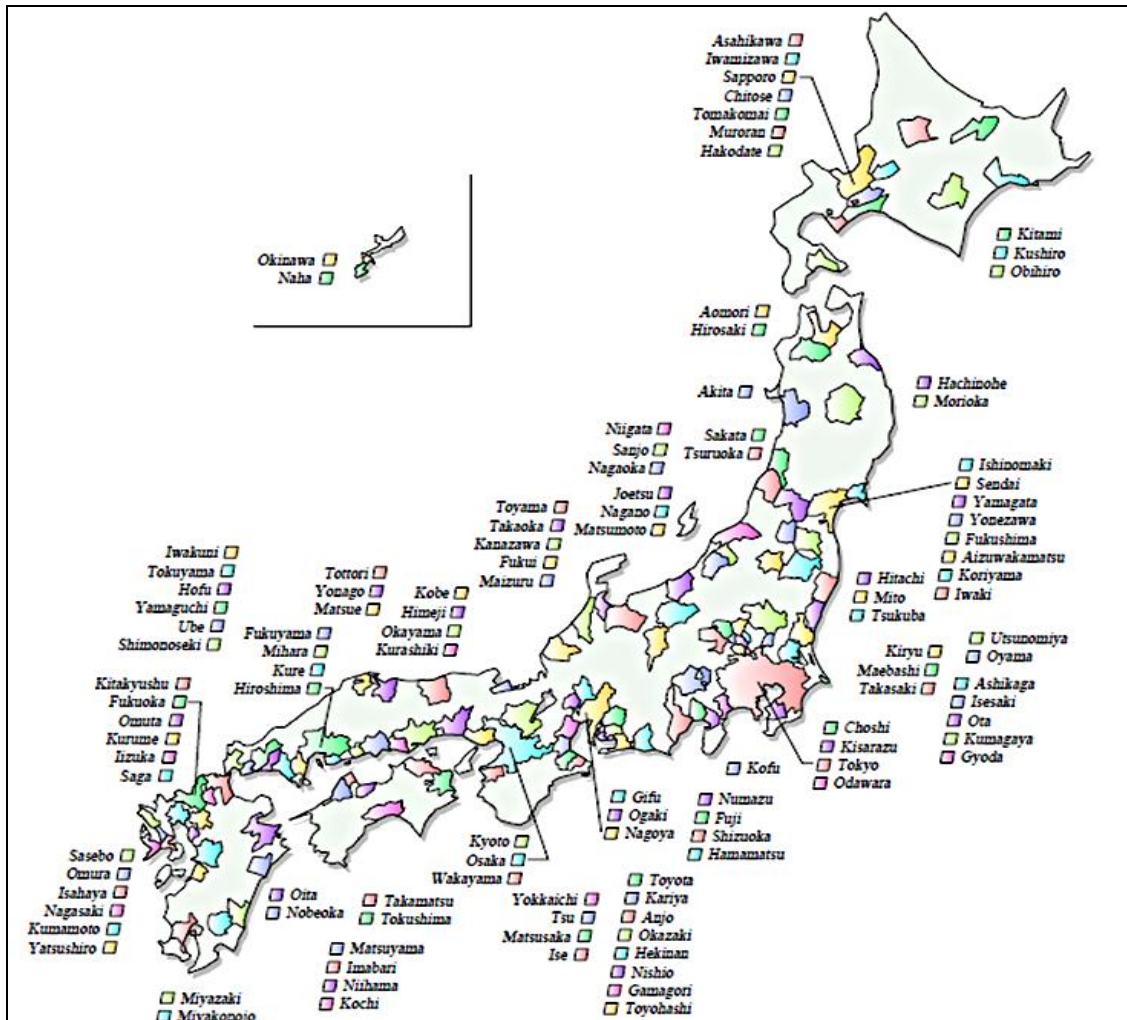 Asahikawa
Iwamizawa
Sapporo
Chitose
Tomakomai
Muroran
Hakodate
Kitami
Kushiro
Obihiro
Okinawa
Naha
Aomori
Hirosaki
Hachinohe
Morioka
Akita
Niigata
Sanjo
Nagaoka
Sakata
Tsuruoka
Ishinomaki
Sendai
Yamagata
Yonezawa
Fukushima
Aizuwakamatsu
Koriyama
Iwaki
Joetsu
Nagano
Matsumoto
Toyama
Takaoka
Kanazawa
Fukui
Maizuru
Iwakuni
Tokuyama
Hofu
Yamaguchi
Ube
Shimonoseki
Tottori
Yonago
Matsue
Kobe
Himeji
Okayama
Kurashiki
Fukuyama
Mihara
Kure
Hiroshima
Hitachi
Mito
Tsukuba
Utsunomiya
Oyama
Kiryu
Maebashi
Takasaki
Ashikaga
Isesaki
Ota
Kumagaya
Gyoda
Kitakyushu
Fukuoka
Omuta
Kurume
Iizuka
Saga
Choshi
Kisarazu
Tokyo
Odawara
Kofu
Gifu
Ogaki
Nagoya
Numazu
Fuji
Shizuoka
Hamamatsu
Kyoto
Osaka
Wakayama
Sasebo
Omura
Isahaya
Nagasaki
Kumamoto
Yatsushiro
Oita
Nobeoka
Takamatsu
Tokushima
Yokkaichi
Tsu
Matsusaka
Ise
Toyota
Kariya
Anjo
Okazaki
Hekinan
Nishio
Gamagori
Toyohashi
Matsuyama
Imabari
Niihama
Kochi
Miyazaki
Miyakonojo